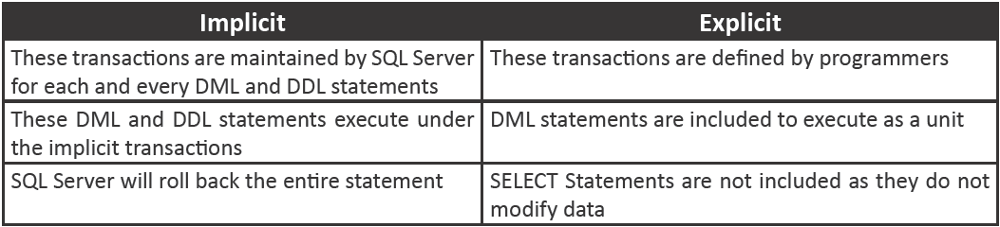 Implicit
Explicit
These transactions are maintained by SQL Server
for each and every DML and DDL statements
These transactions are defined by programmers
These DML and DDL statements execute under
the implicit transactions
DML statements are included to execute as a unit
SQL Server will roll back the entire statement
SELECT Statements are not included as they do not
modify data